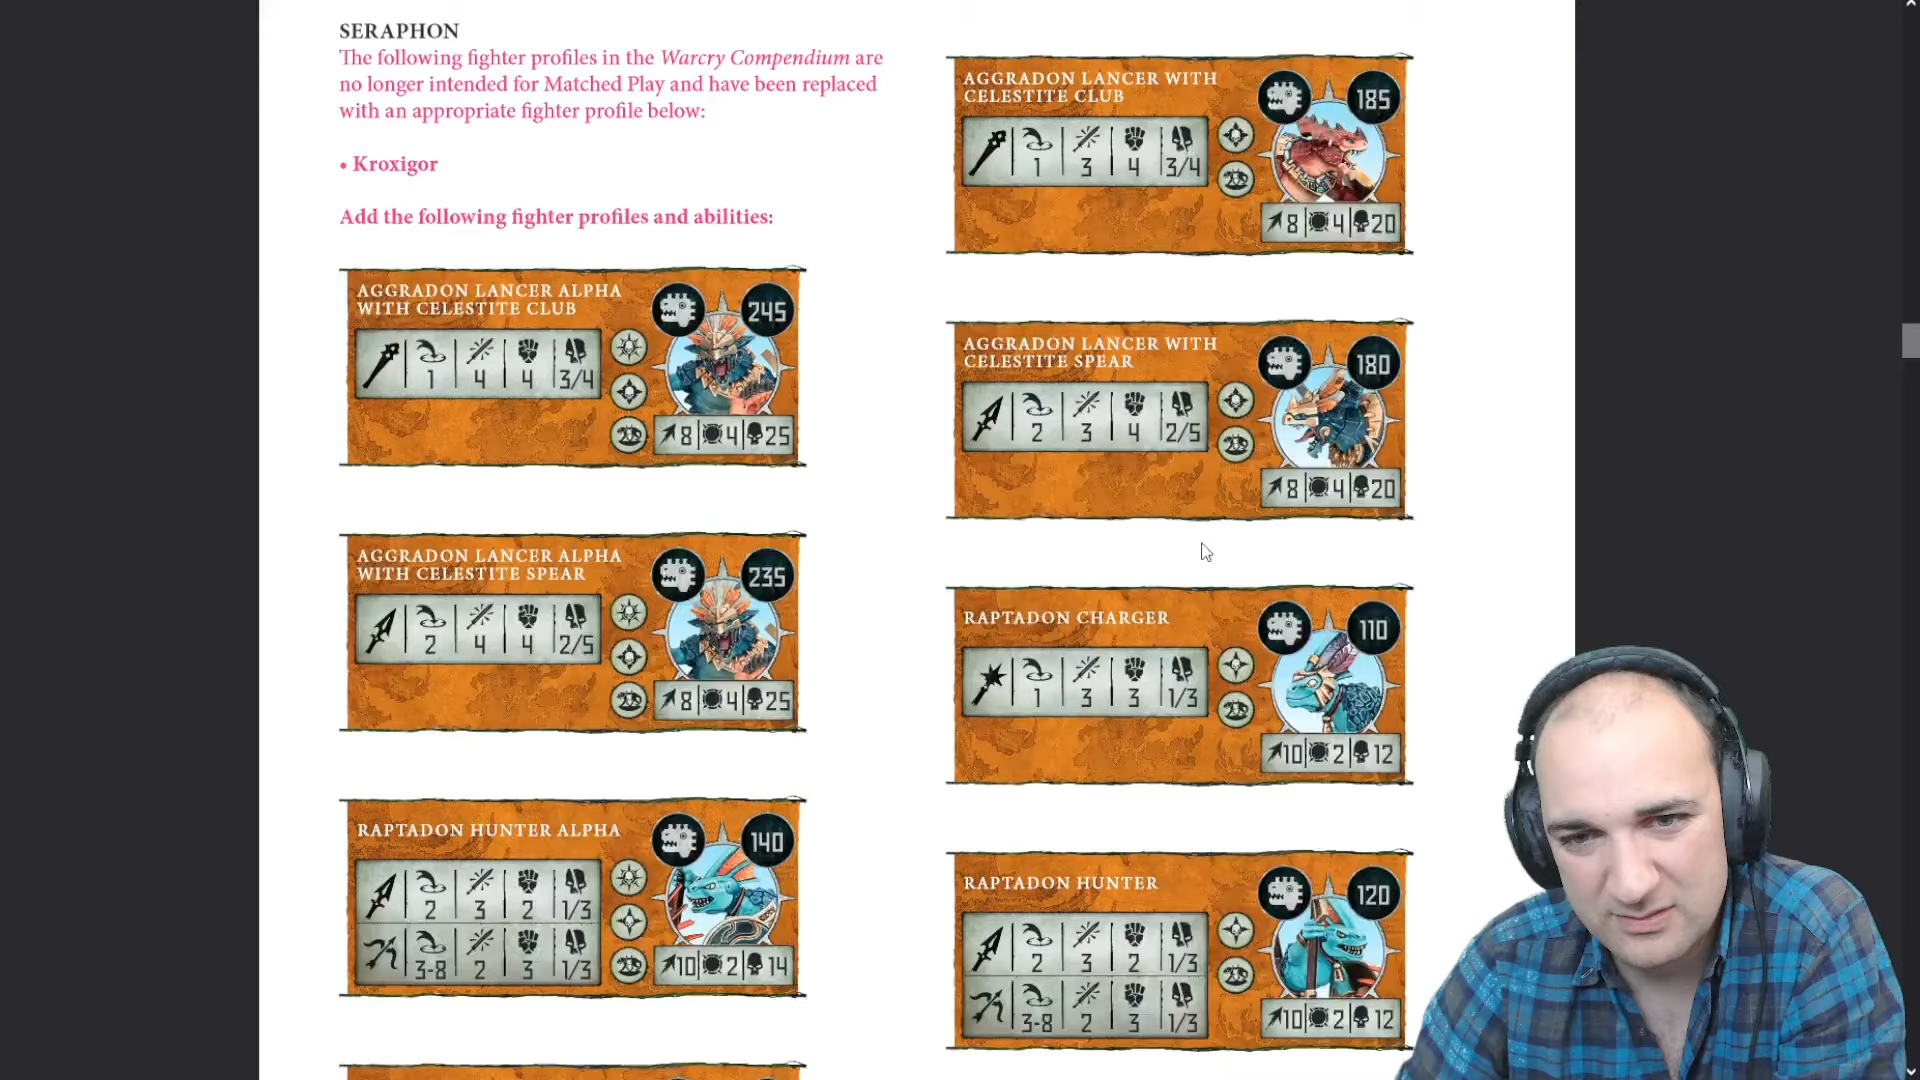 SERAPHON
The following fighter profiles in the Warcry Compendium are
no longer intended for Matched Play and have been replaced
with an appropriate fighter profile below:
• Kroxigor
Add the following fighter profiles and abilities:
AGGRADON LANCER ALPHA
WITH CELESTITE CLUB
245
1 4 4 3/4
8 4 25
AGGRADON LANCER ALPHA
WITH CELESTITE SPEAR
235
2 4 4 2/5
8 4 25
RAPTADON HUNTER ALPHA
140
2 3 2 1/3
3-8 2 3 1/3
10 2 14
AGGRADON LANCER WITH
CELESTITE CLUB
185
1 3 4 3/4
8 4 20
AGGRADON LANCER WITH
CELESTITE SPEAR
180
2 3 4 2/5
8 4 20
RAPTADON CHARGER
110
1 3 3 1/3
10 2 12
RAPTADON HUNTER
120
2 3 2 1/3
3-8 2 3 1/3
10 2 12